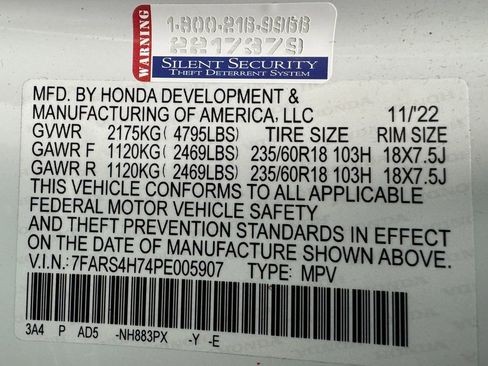 WARNING
1-800-216-9968
2217379
SILENT SECURITY
THEFT DETERRENT SYSTEM
MFD. BY HONDA DEVELOPMENT &
MANUFACTURING OF AMERICA, LLC 11/'22
GVWR 2175KG( 4795LBS) TIRE SIZE RIM SIZE
GAWR F 1120KG( 2469LBS) 235/60R18 103H 18X7.5J
GAWR R 1120KG( 2469LBS) 235/60R18 103H 18X7.5J
THIS VEHICLE CONFORMS TO ALL APPLICABLE
FEDERAL MOTOR VEHICLE SAFETY
AND THEFT PREVENTION STANDARDS IN EFFECT
ON THE DATE OF MANUFACTURE SHOWN ABOVE.
V.I.N.:7FARS4H74PE005907 TYPE: MPV
3A4 P AD5 -NH883PX -Y -E